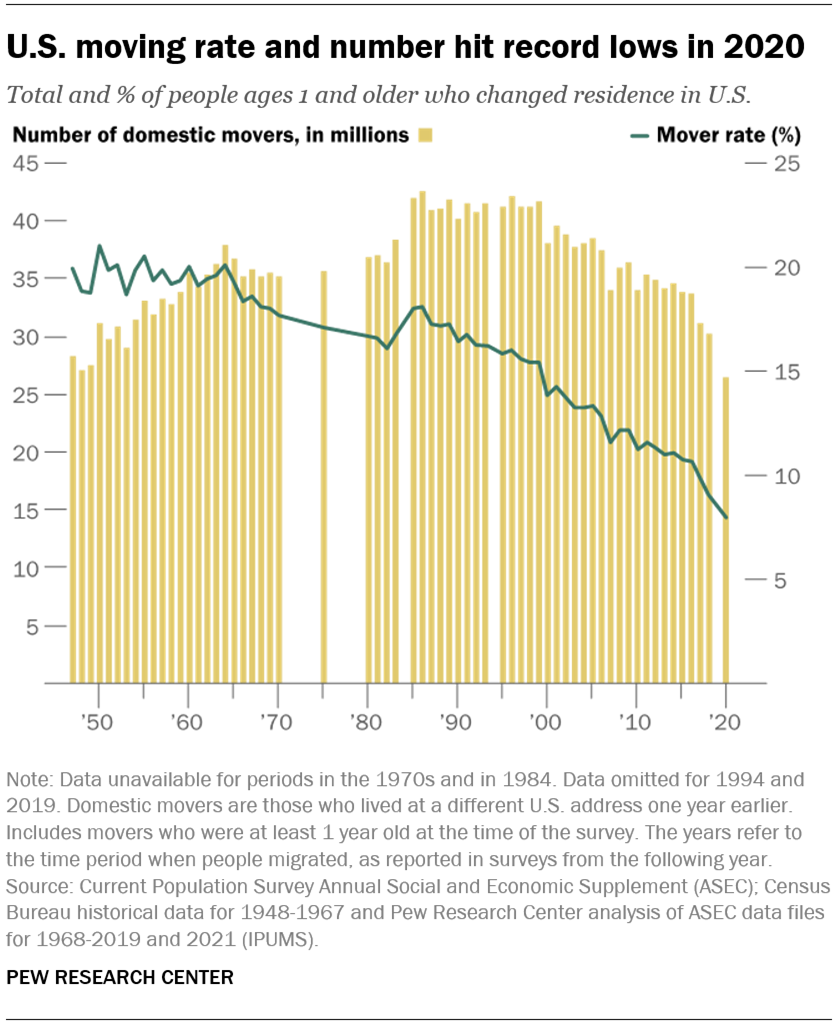 U.S. moving rate and number hit record lows in 2020
Total and % of people ages 1 and older who changed residence in U.S.
Number of domestic movers, in millions
Mover rate (%)
45
40
35
30
25
20
15
10
5
25
20
15
10
5
’50
’60
’70
’80
’90
’00
’10
’20
Note: Data unavailable for periods in the 1970s and in 1984. Data omitted for 1994 and
2019. Domestic movers are those who lived at a different U.S. address one year earlier.
Includes movers who were at least 1 year old at the time of the survey. The years refer to
the time period when people migrated, as reported in surveys from the following year.
Source: Current Population Survey Annual Social and Economic Supplement (ASEC); Census
Bureau historical data for 1948-1967 and Pew Research Center analysis of ASEC data files
for 1968-2019 and 2021 (IPUMS).
PEW RESEARCH CENTER